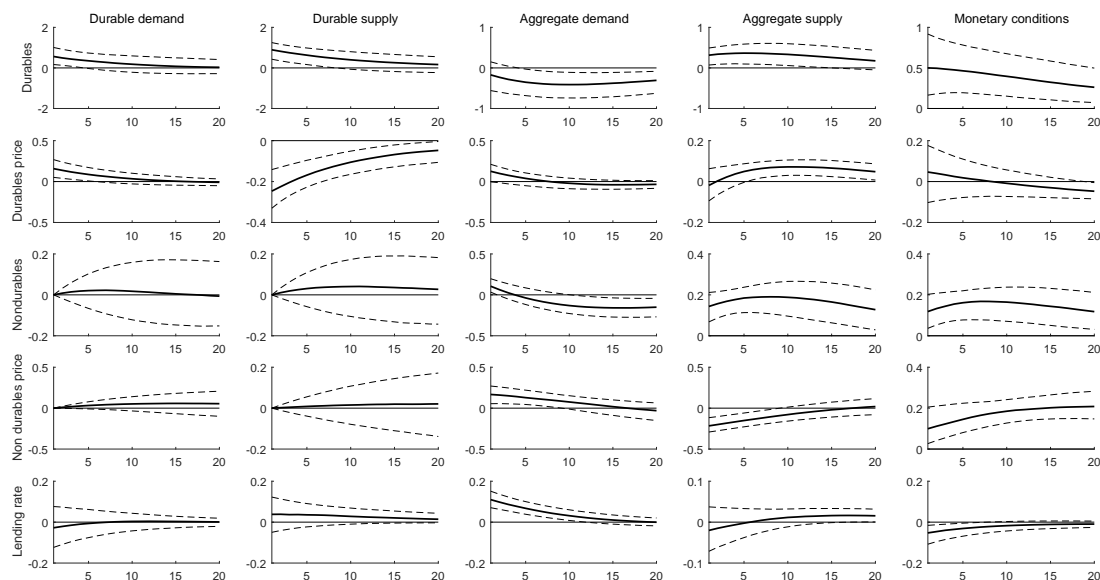 Durable demand Durable supply Aggregate demand Aggregate supply Monetary conditions
Durables
2 2 1 1 1
0 0 0 0 0.5
-2 -2 -1 -1 0
5 10 15 20 5 10 15 20 5 10 15 20 5 10 15 20 5 10 15 20
Durables price
0.5 0 0.5 0.2 0.2
-0.2
0 0 0 0
-0.5 -0.4 -0.5 -0.2 -0.2
5 10 15 20 5 10 15 20 5 10 15 20 5 10 15 20 5 10 15 20
Nondurables
0.2 0.2 0.5 0.4 0.4
0 0 0 0.2 0.2
-0.2 -0.2 -0.5 0 0
5 10 15 20 5 10 15 20 5 10 15 20 5 10 15 20 5 10 15 20
Non durables price
0.5 0.2 0.5 0.5 0.4
0 0 0 0 0.2
-0.5 -0.2 -0.5 -0.5 0
5 10 15 20 5 10 15 20 5 10 15 20 5 10 15 20 5 10 15 20
Lending rate
0.2 0.2 0.2 0.1 0.2
0 0 0 0 0
-0.2 -0.2 -0.2 -0.1 -0.2
5 10 15 20 5 10 15 20 5 10 15 20 5 10 15 20 5 10 15 20